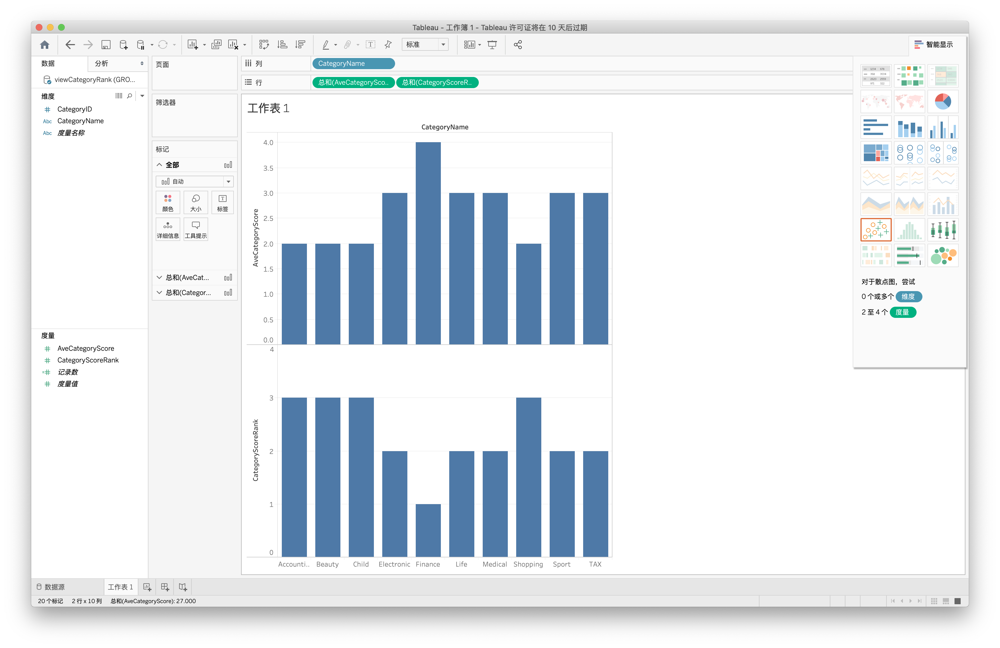 Tableau - 工作簿 1 - Tableau 许可证将在 10 天后过期
标准
智能显示
数据
分析
viewCategoryRank (GRO...
维度
CategoryID
Abc CategoryName
Abc 度量名称
度量
AveCategoryScore
CategoryScoreRank
记录数
度量值
页面
筛选器
标记
全部
自动
颜色
大小
标签
详细信息
工具提示
总和(AveCat...
总和(Categor...
列
CategoryName
行
总和(AveCategorySco..
总和(CategoryScoreR..
工作表 1
CategoryName
AveCategoryScore
4.0
3.5
3.0
2.5
2.0
1.5
1.0
0.5
0.0
CategoryScoreRank
4
3
2
1
0
Accounti..
Beauty
Child
Electronic
Finance
Life
Medical
Shopping
Sport
TAX
1234 678
368 3034
2620 2559
971 322
对于散点图，尝试
0 个或多个 维度
2 至 4 个 度量
数据源
工作表 1
20 个标记
2 行 x 10 列
总和(AveCategoryScore): 27.000